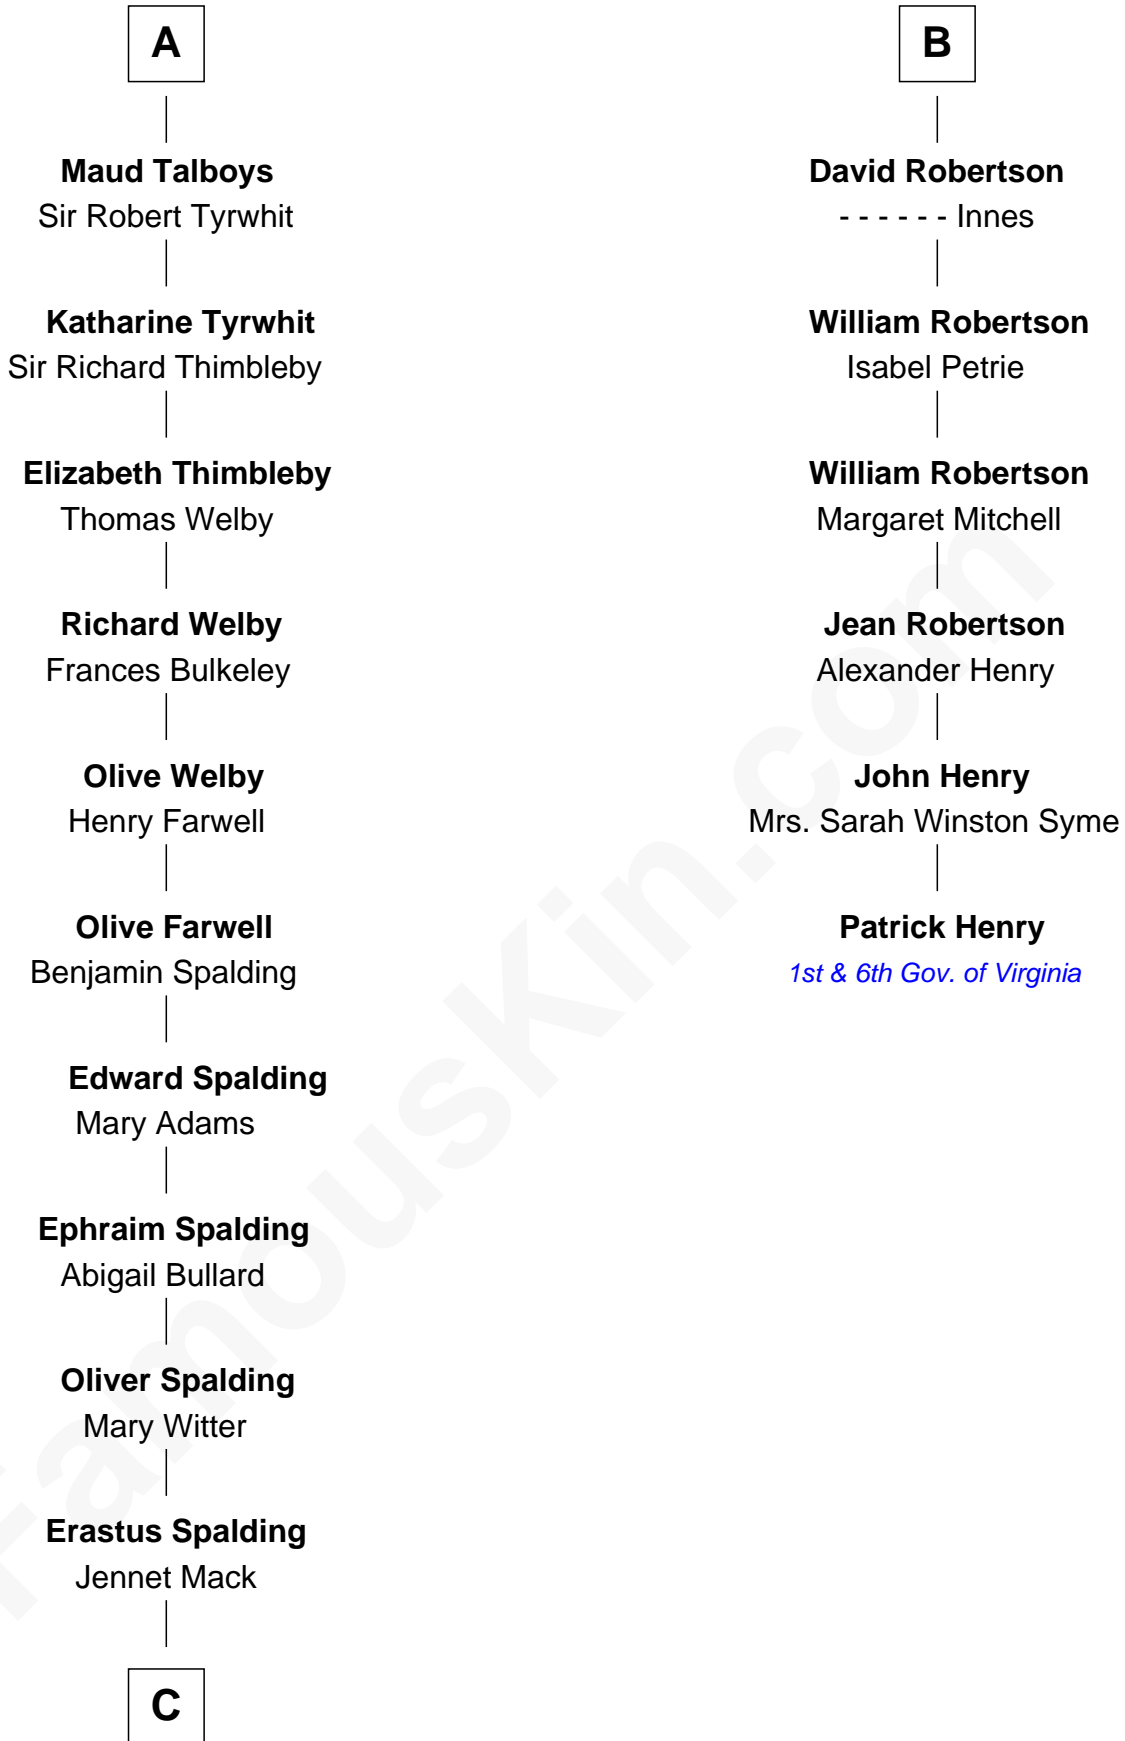 A
Maud Talboys
Sir Robert Tyrwhit
Katharine Tyrwhit
Sir Richard Thimbleby
Elizabeth Thimbleby
Thomas Welby
Richard Welby
Frances Bulkeley
Olive Welby
Henry Farwell
Olive Farwell
Benjamin Spalding
Edward Spalding
Mary Adams
Ephraim Spalding
Abigail Bullard
Oliver Spalding
Mary Witter
Erastus Spalding
Jennet Mack
C
B
David Robertson
- - - - - - Innes
William Robertson
Isabel Petrie
William Robertson
Margaret Mitchell
Jean Robertson
Alexander Henry
John Henry
Mrs. Sarah Winston Syme
Patrick Henry
1st & 6th Gov. of Virginia
FamousKin.com